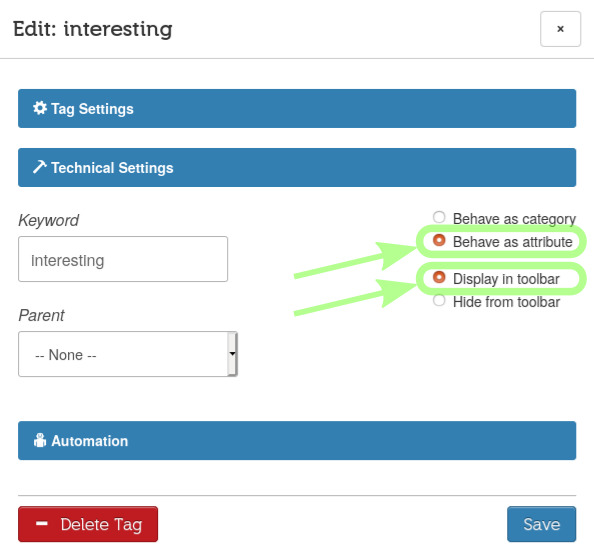 Edit: interesting
×
Tag Settings
Technical Settings
Keyword
interesting
Behave as category
Behave as attribute
Display in toolbar
Hide from toolbar
Parent
-- None --
Automation
Delete Tag
Save